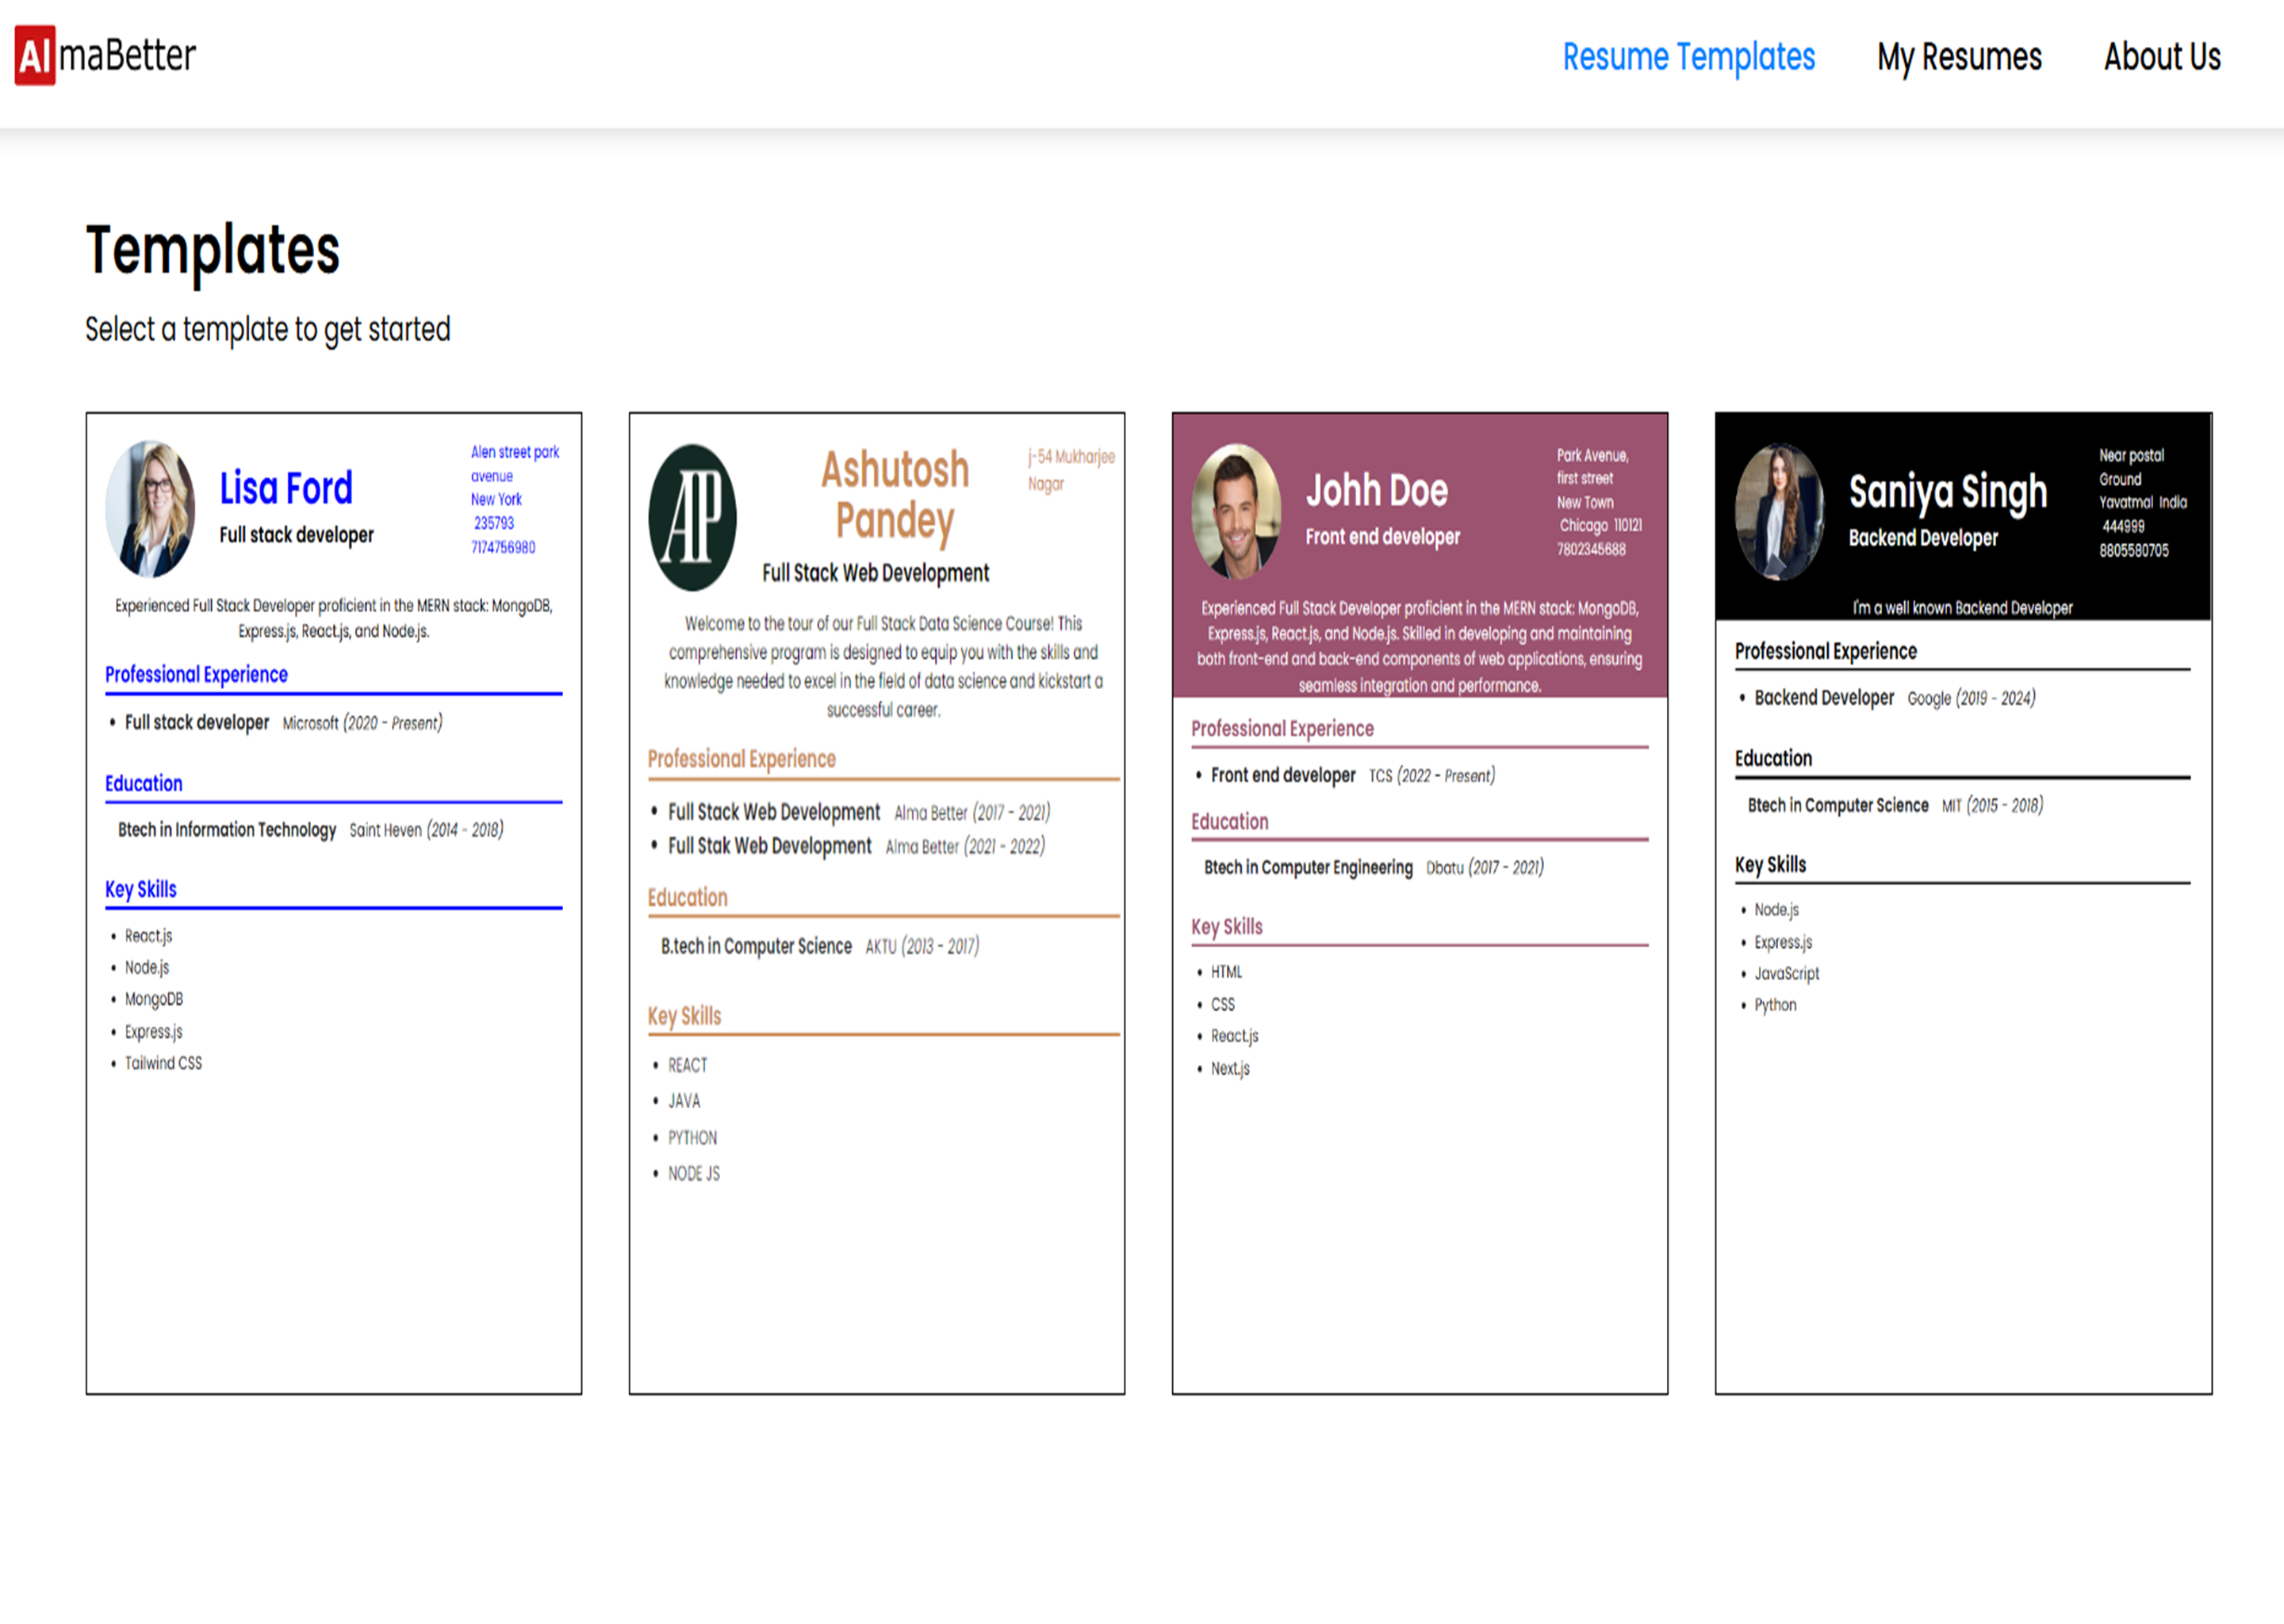 AlmaBetter
Resume Templates My Resumes About Us
Templates
Select a template to get started
Lisa Ford
Full stack developer
Alen street park
avenue
New York
235793
7174756980
Experienced Full Stack Developer proficient in the MERN stack: MongoDB,
Express.js, React.js, and Node.js.
Professional Experience
• Full stack developer Microsoft (2020 - Present)
Education
Btech in Information Technology Saint Heven (2014 - 2018)
Key Skills
• React.js
• Node.js
• MongoDB
• Express.js
• Tailwind CSS
AP
Ashutosh
Pandey
Full Stack Web Development
j-54 Mukharjee
Nagar
Welcome to the tour of our Full Stack Data Science Course! This
comprehensive program is designed to equip you with the skills and
knowledge needed to excel in the field of data science and kickstart a
successful career.
Professional Experience
• Full Stack Web Development Alma Better (2017 - 2021)
• Full Stak Web Development Alma Better (2021 - 2022)
Education
B.tech in Computer Science AKTU (2013 - 2017)
Key Skills
• REACT
• JAVA
• PYTHON
• NODE JS
Johh Doe
Front end developer
Park Avenue,
first street
New Town
Chicago 110121
7802345688
Experienced Full Stack Developer proficient in the MERN stack: MongoDB,
Express.js, React.js, and Node.js. Skilled in developing and maintaining
both front-end and back-end components of web applications, ensuring
seamless integration and performance.
Professional Experience
• Front end developer TCS (2022 - Present)
Education
Btech in Computer Engineering Dbatu (2017 - 2021)
Key Skills
• HTML
• CSS
• React.js
• Next.js
Saniya Singh
Backend Developer
Near postal
Ground
Yavatmal India
444999
8805580705
I'm a well known Backend Developer
Professional Experience
• Backend Developer Google (2019 - 2024)
Education
Btech in Computer Science MIT (2015 - 2018)
Key Skills
• Node.js
• Express.js
• JavaScript
• Python